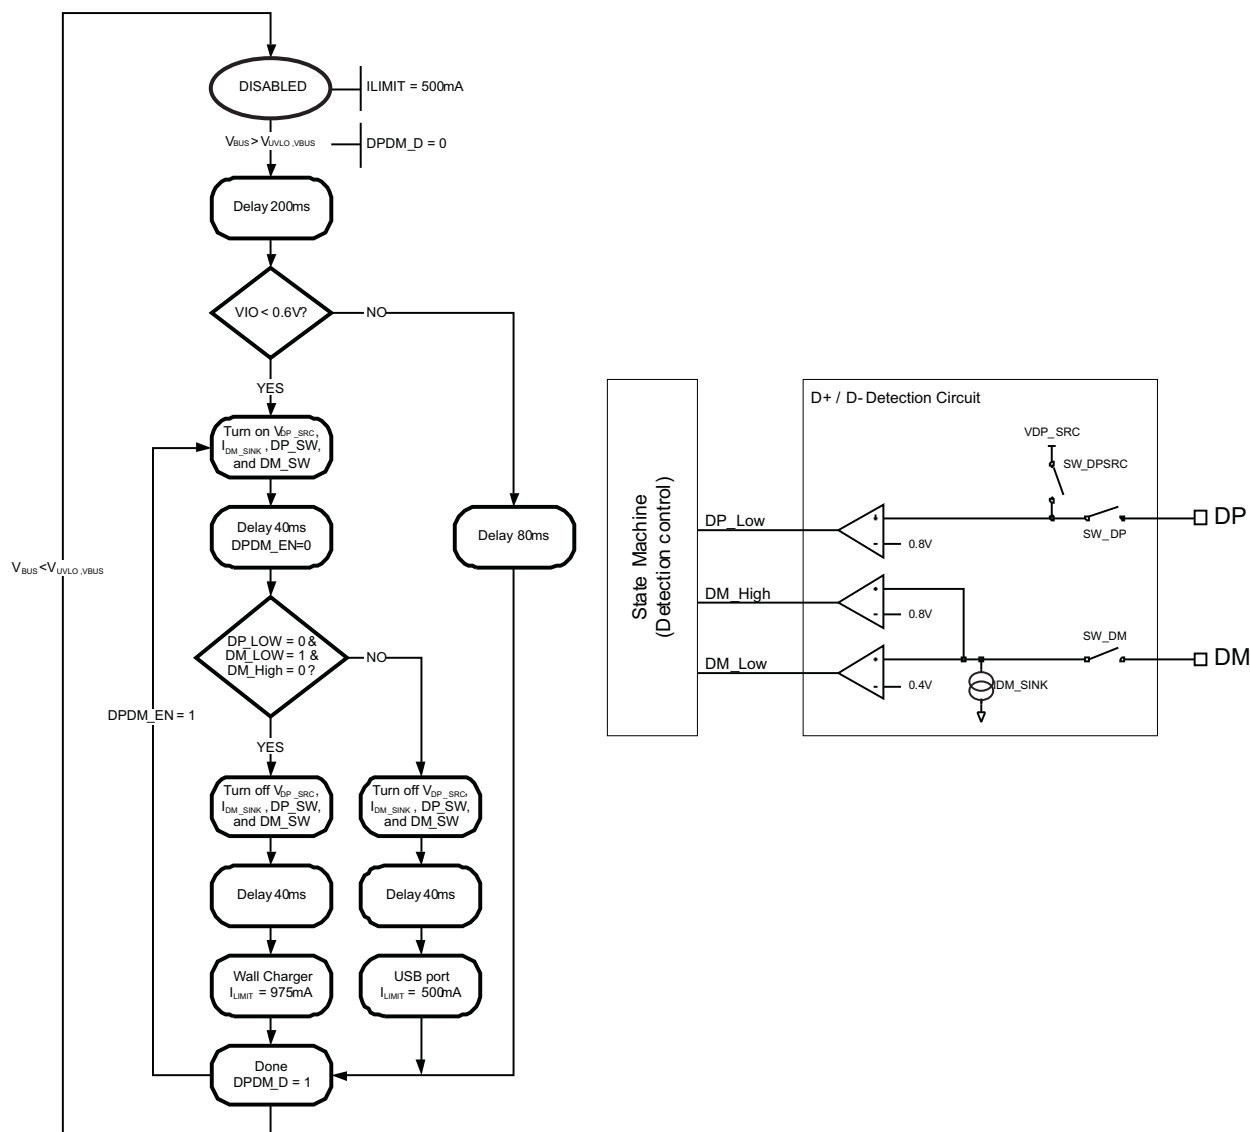 DISABLED
ILIMIT = 500mA
VBUS > VUVLO,VBUS
DPDM_D = 0
Delay 200ms
VIO < 0.6V?
NO
YES
Turn on VDP_SRC,
IDM_SINK, DP_SW,
and DM_SW
Delay 40ms
DPDM_EN=0
Delay 80ms
VBUS <VUVLO,VBUS
DP_LOW = 0 &
DM_LOW = 1 &
DM_High = 0 ?
NO
DPDM_EN = 1
YES
Turn off VDP_SRC,
IDM_SINK, DP_SW,
and DM_SW
Turn off VDP_SRC,
IDM_SINK, DP_SW,
and DM_SW
Delay 40ms
Delay 40ms
Wall Charger
ILIMIT = 975mA
USB port
ILIMIT = 500mA
Done
DPDM_D = 1
State Machine
(Detection control)
D+ / D- Detection Circuit
VDP_SRC
SW_DPSRC
DP_Low
+
-
0.8V
SW_DP
DP
DM_High
+
-
0.8V
SW_DM
DM_Low
+
-
0.4V
IDM_SINK
DM